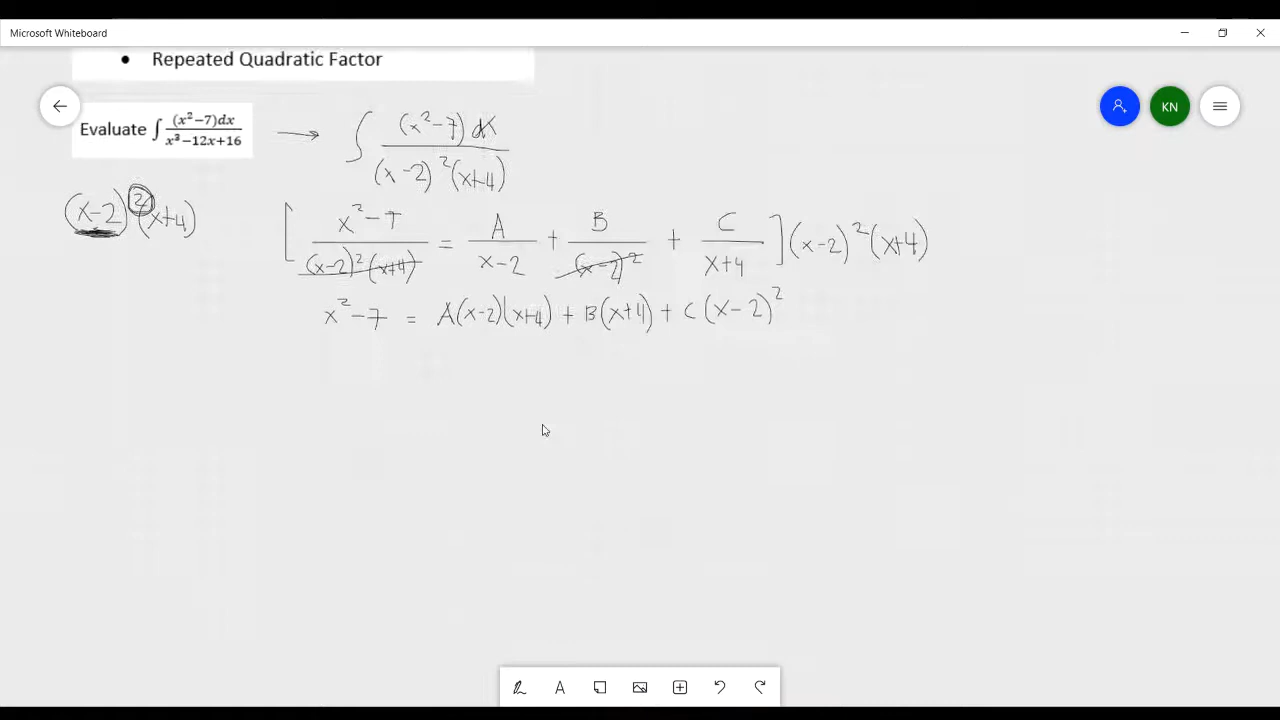 Microsoft Whiteboard
• Repeated Quadratic Factor
KN
Evaluate ∫ (x²−7)dx / x³−12x+16 → ∫ (x²−7) dx / (x−2)²(x+4)
(x−2)²(x+4)
[ x²−7 / (x−2)²(x+4) = A / x−2 + B / (x−2)² + C / x+4 ] (x−2)²(x+4)
x²−7 = A(x−2)(x+4) + B(x+4) + C(x−2)²
A